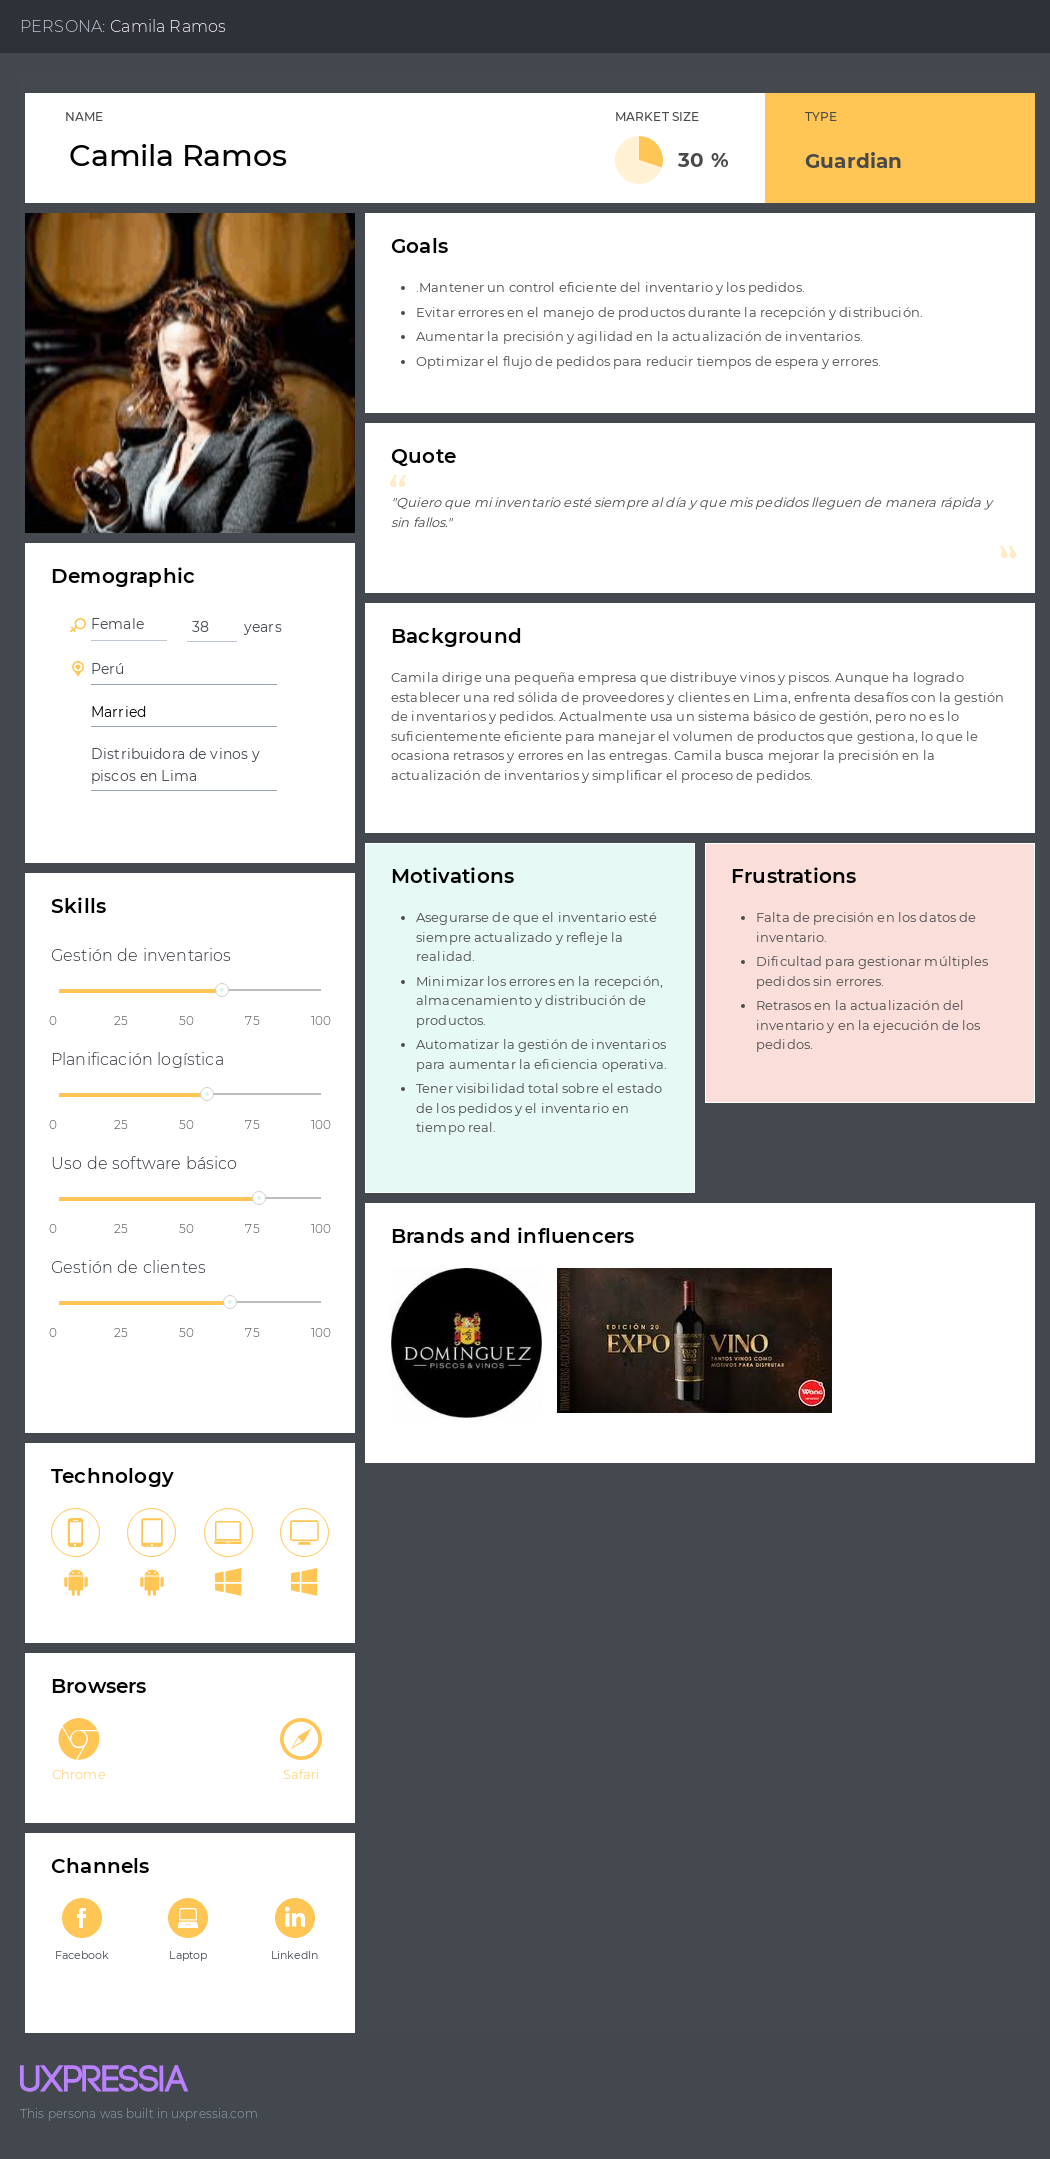 PERSONA: Camila Ramos
NAME
Camila Ramos
MARKET SIZE
30 %
TYPE
Guardian
Goals
.Mantener un control eficiente del inventario y los pedidos.
Evitar errores en el manejo de productos durante la recepción y distribución.
Aumentar la precisión y agilidad en la actualización de inventarios.
Optimizar el flujo de pedidos para reducir tiempos de espera y errores.
Quote
“
"Quiero que mi inventario esté siempre al día y que mis pedidos lleguen de manera rápida y
sin fallos."
”
Demographic
Female
38 years
Perú
Married
Distribuidora de vinos y
piscos en Lima
Background
Camila dirige una pequeña empresa que distribuye vinos y piscos. Aunque ha logrado
establecer una red sólida de proveedores y clientes en Lima, enfrenta desafíos con la gestión
de inventarios y pedidos. Actualmente usa un sistema básico de gestión, pero no es lo
suficientemente eficiente para manejar el volumen de productos que gestiona, lo que le
ocasiona retrasos y errores en las entregas. Camila busca mejorar la precisión en la
actualización de inventarios y simplificar el proceso de pedidos.
Skills
Gestión de inventarios
0 25 50 75 100
Planificación logística
0 25 50 75 100
Uso de software básico
0 25 50 75 100
Gestión de clientes
0 25 50 75 100
Motivations
Asegurarse de que el inventario esté
siempre actualizado y refleje la
realidad.
Minimizar los errores en la recepción,
almacenamiento y distribución de
productos.
Automatizar la gestión de inventarios
para aumentar la eficiencia operativa.
Tener visibilidad total sobre el estado
de los pedidos y el inventario en
tiempo real.
Frustrations
Falta de precisión en los datos de
inventario.
Dificultad para gestionar múltiples
pedidos sin errores.
Retrasos en la actualización del
inventario y en la ejecución de los
pedidos.
Brands and influencers
DOMINGUEZ
PISCOS & VINOS
EDICIÓN 20
EXPO VINO
TANTOS VINOS COMO
MOTIVOS PARA DISFRUTAR
Wong
Technology
Browsers
Chrome
Safari
Channels
Facebook
Laptop
LinkedIn
UXPRESSIA
This persona was built in uxpressia.com